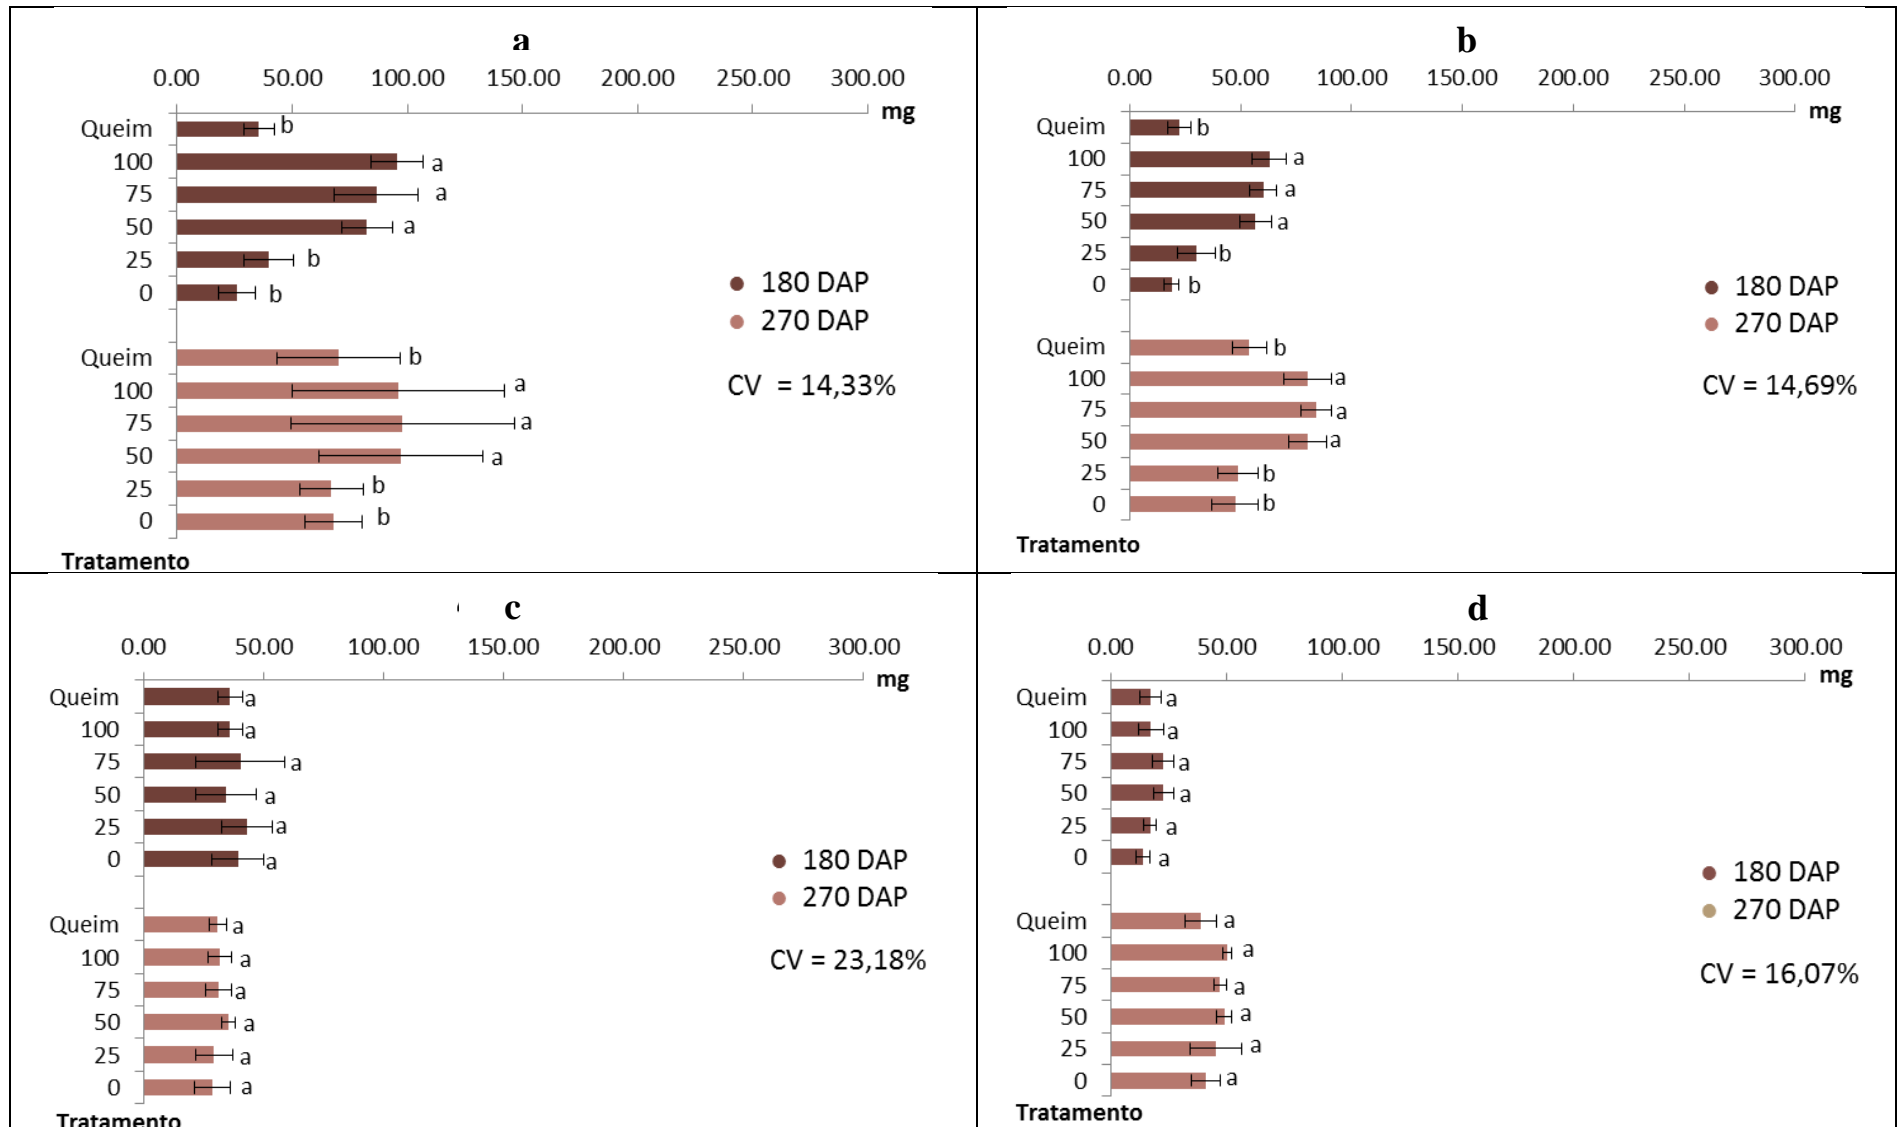 a
0.00 50.00 100.00 150.00 200.00 250.00 300.00
mg
Queim b
100 a
75 a
50 a
25 b
0 b
Queim b
100 a
75 a
50 a
25 b
0 b
Tratamento
180 DAP
270 DAP
CV = 14,33%
b
0.00 50.00 100.00 150.00 200.00 250.00 300.00
mg
Queim b
100 a
75 a
50 a
25 b
0 b
Queim b
100 a
75 a
50 a
25 b
0 b
Tratamento
180 DAP
270 DAP
CV = 14,69%
c
0.00 50.00 100.00 150.00 200.00 250.00 300.00
mg
Queim a
100 a
75 a
50 a
25 a
0 a
Queim a
100 a
75 a
50 a
25 a
0 a
Tratamento
180 DAP
270 DAP
CV = 23,18%
d
0.00 50.00 100.00 150.00 200.00 250.00 300.00
mg
Queim a
100 a
75 a
50 a
25 a
0 a
Queim a
100 a
75 a
50 a
25 a
0 a
Tratamento
180 DAP
270 DAP
CV = 16,07%